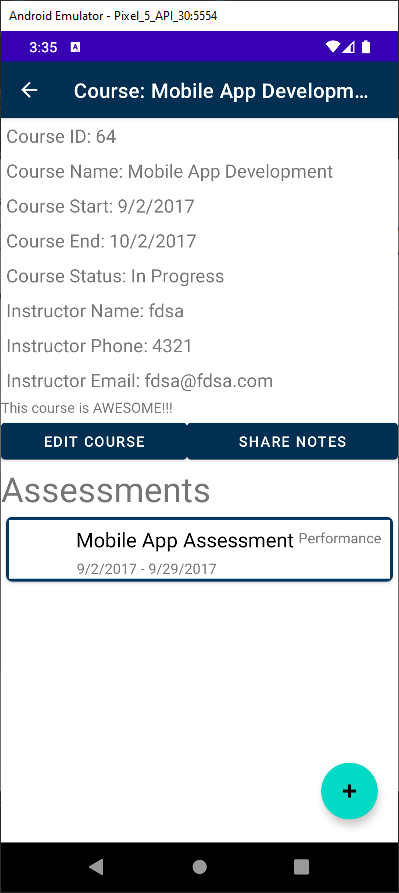 Android Emulator - Pixel_5_API_30:5554
3:35 A
Course: Mobile App Developm...
Course ID: 64
Course Name: Mobile App Development
Course Start: 9/2/2017
Course End: 10/2/2017
Course Status: In Progress
Instructor Name: fdsa
Instructor Phone: 4321
Instructor Email: fdsa@fdsa.com
This course is AWESOME!!!
EDIT COURSE SHARE NOTES
Assessments
Mobile App Assessment Performance
9/2/2017 - 9/29/2017
+